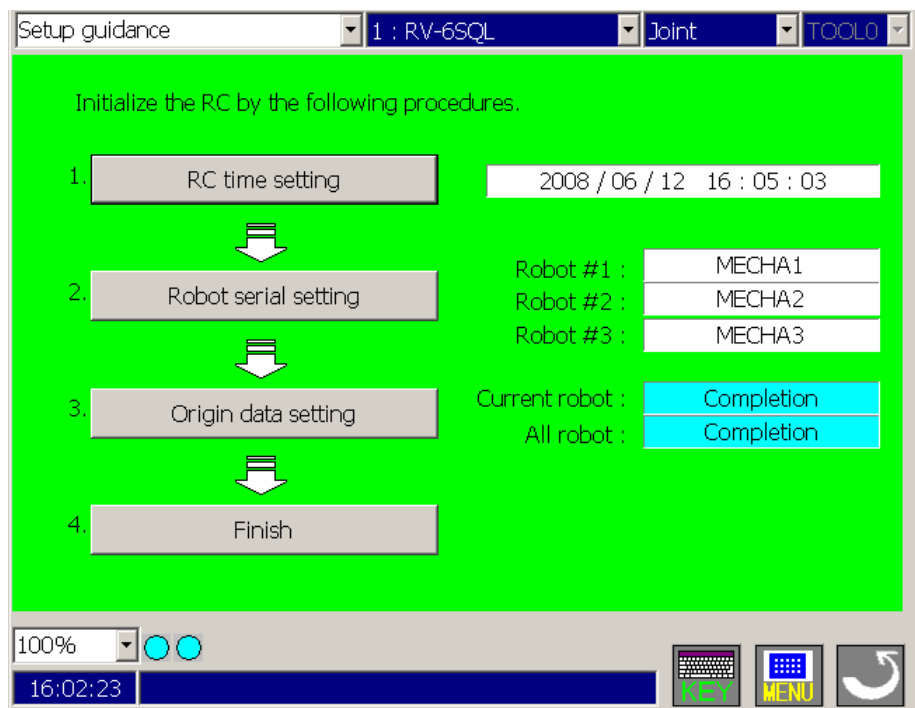 Setup guidance
1 : RV-6SQL
Joint
TOOL0
Initialize the RC by the following procedures.
1. RC time setting
2008 / 06 / 12 16 : 05 : 03
2. Robot serial setting
Robot #1 : MECHA1
Robot #2 : MECHA2
Robot #3 : MECHA3
3. Origin data setting
Current robot : Completion
All robot : Completion
4. Finish
100%
16:02:23
KEY
MENU